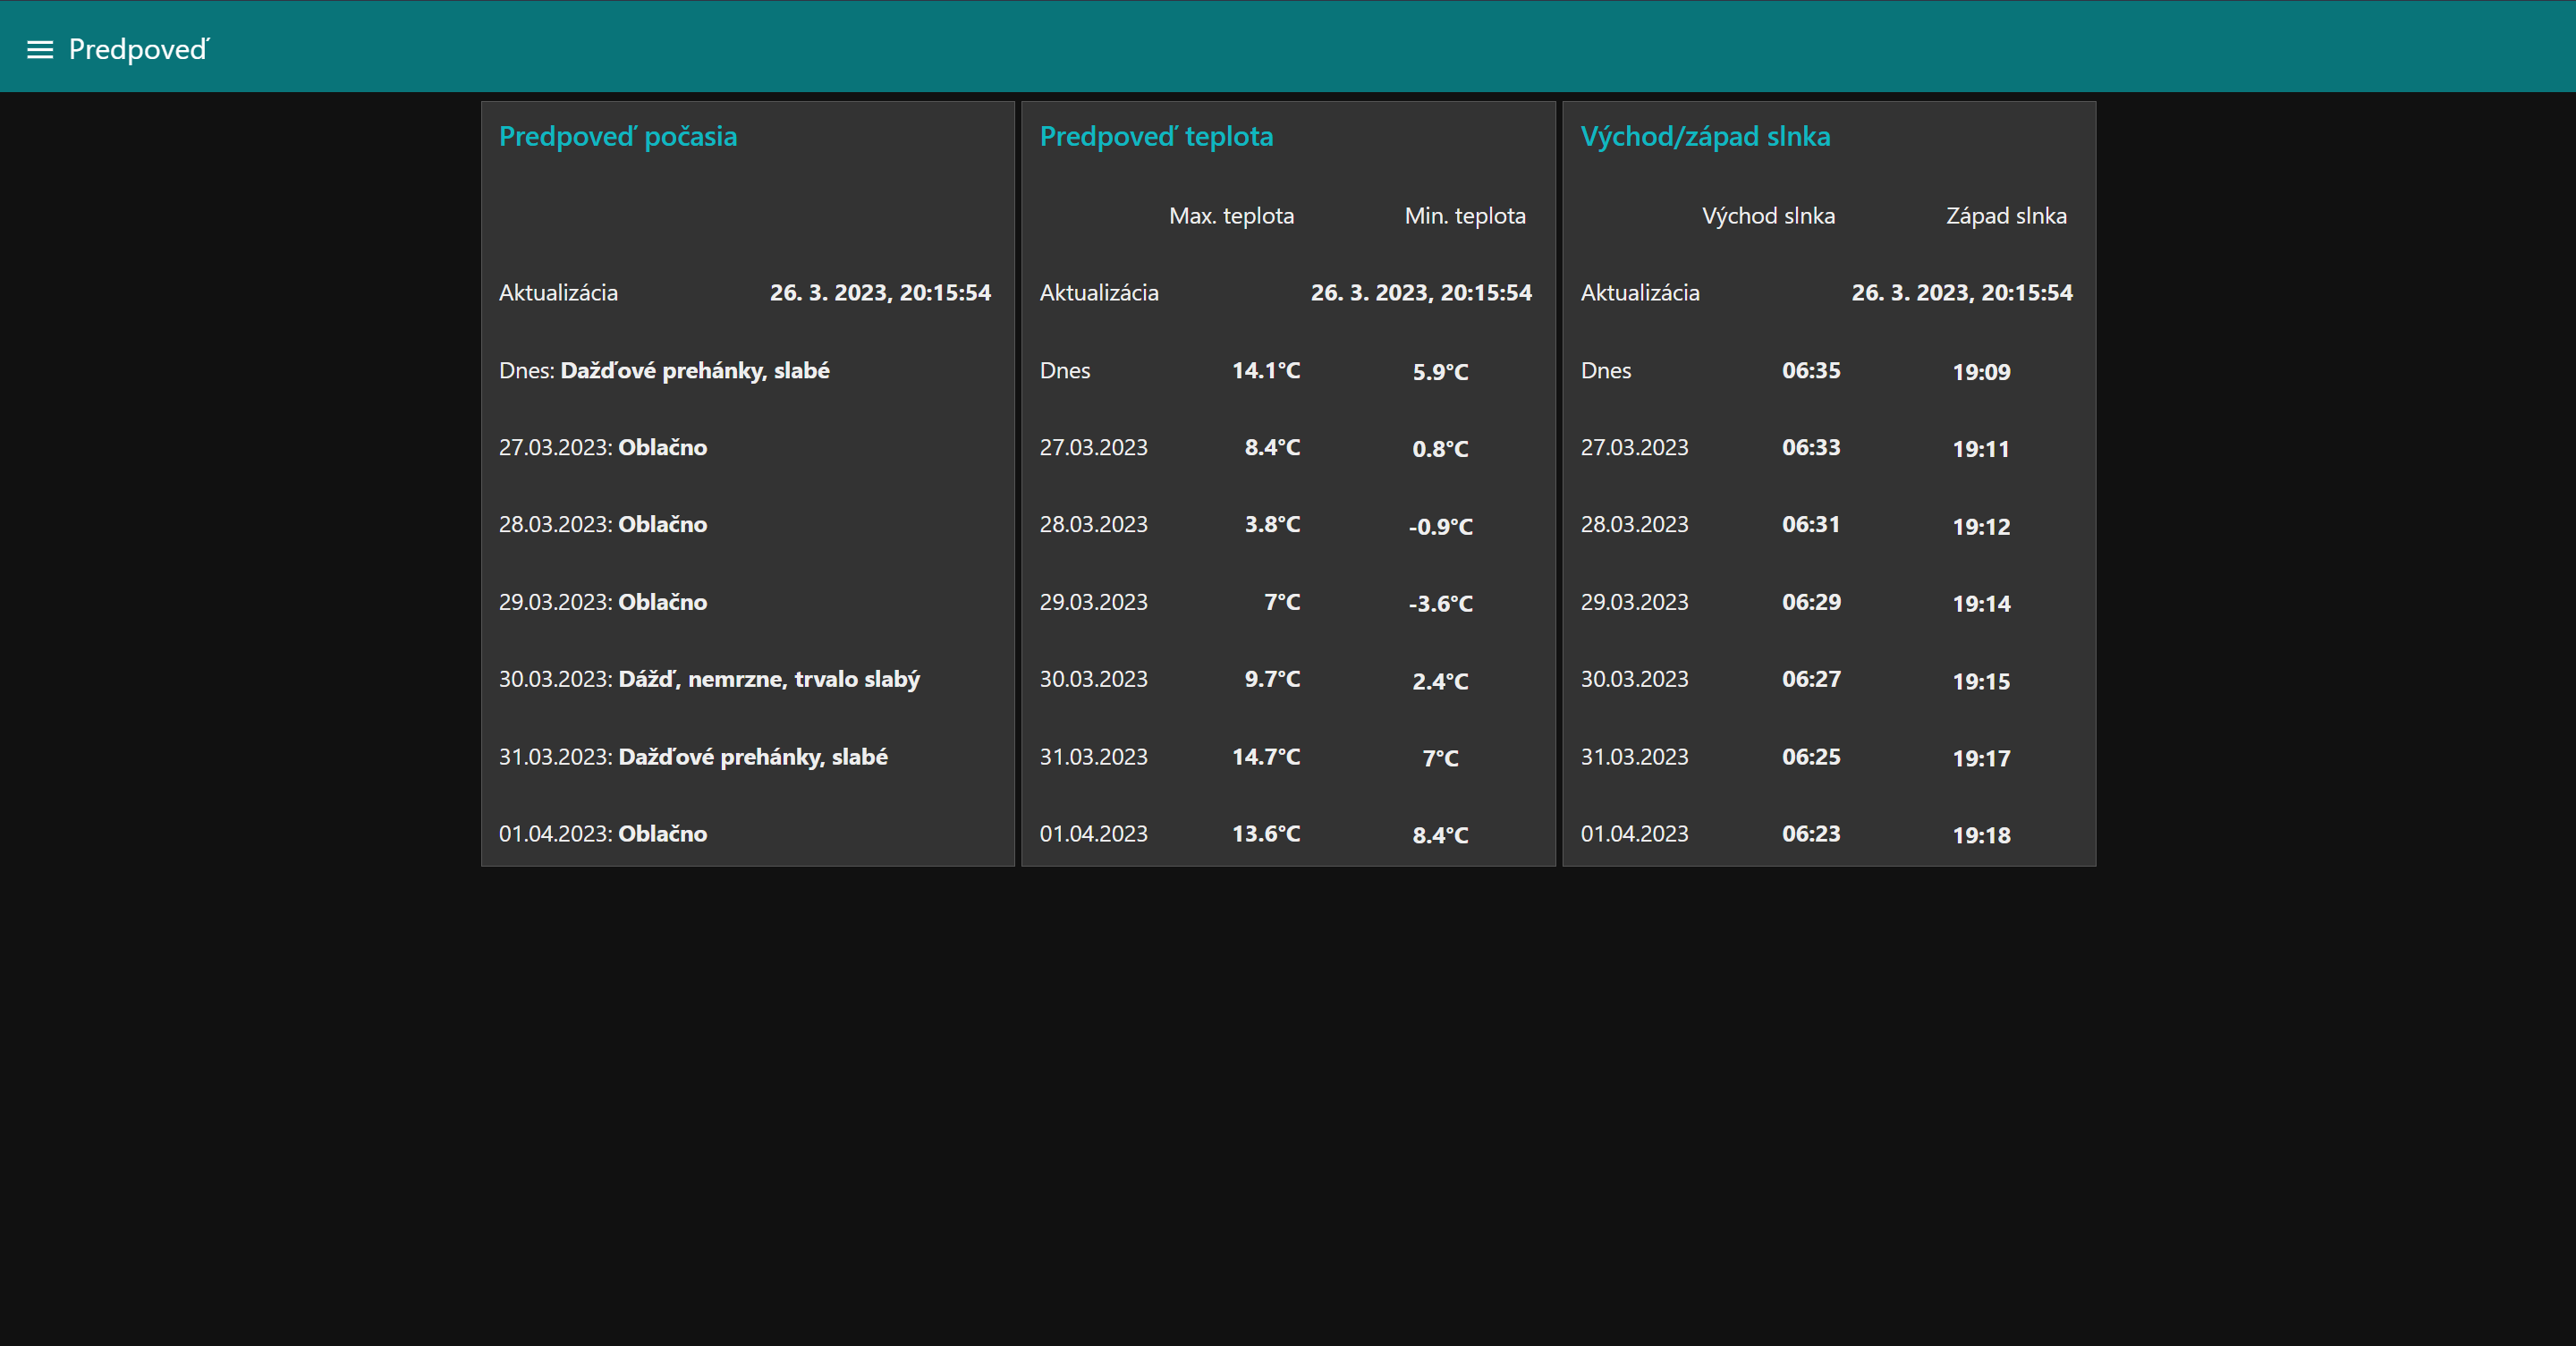 Predpoveď
Predpoveď počasia
Aktualizácia 26. 3. 2023, 20:15:54
Dnes: Dažďové prehánky, slabé
27.03.2023: Oblačno
28.03.2023: Oblačno
29.03.2023: Oblačno
30.03.2023: Dážď, nemrzne, trvalo slabý
31.03.2023: Dažďové prehánky, slabé
01.04.2023: Oblačno
Predpoveď teplota
Max. teplota Min. teplota
Aktualizácia 26. 3. 2023, 20:15:54
Dnes 14.1°C 5.9°C
27.03.2023 8.4°C 0.8°C
28.03.2023 3.8°C -0.9°C
29.03.2023 7°C -3.6°C
30.03.2023 9.7°C 2.4°C
31.03.2023 14.7°C 7°C
01.04.2023 13.6°C 8.4°C
Východ/západ slnka
Východ slnka Západ slnka
Aktualizácia 26. 3. 2023, 20:15:54
Dnes 06:35 19:09
27.03.2023 06:33 19:11
28.03.2023 06:31 19:12
29.03.2023 06:29 19:14
30.03.2023 06:27 19:15
31.03.2023 06:25 19:17
01.04.2023 06:23 19:18